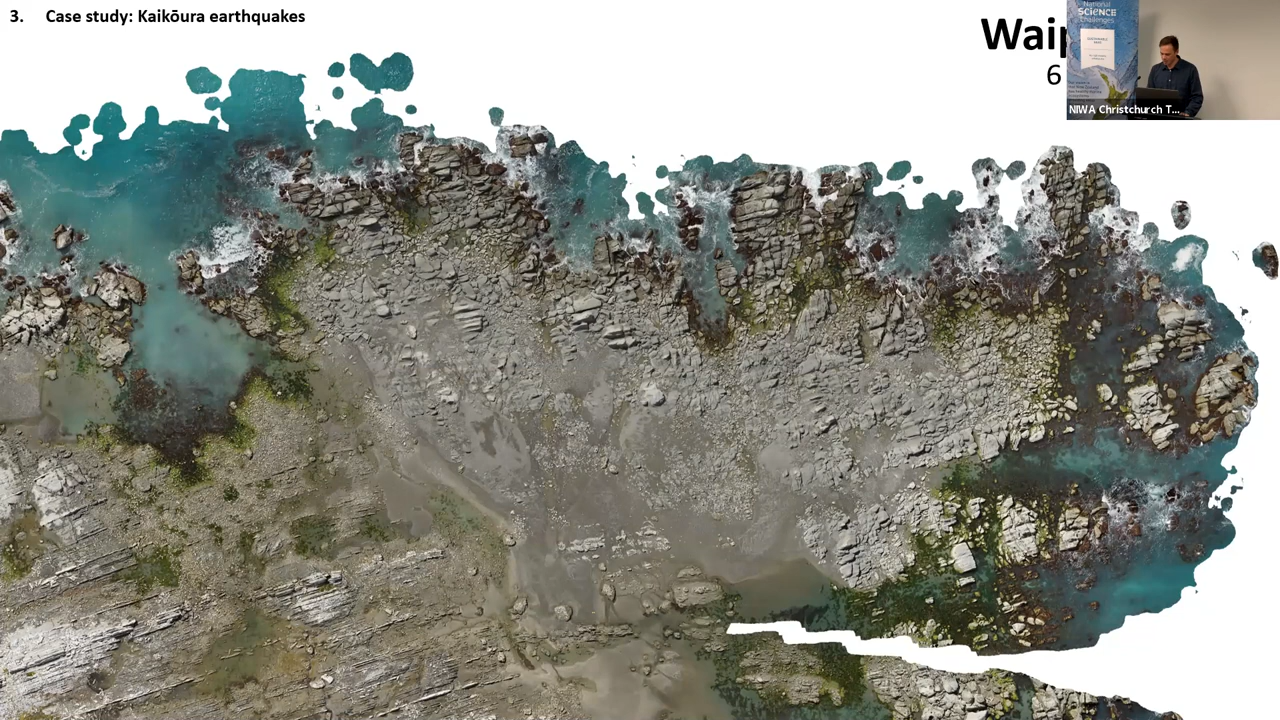 3. Case study: Kaikōura earthquakes
Waip
6
National
SCIENCE
Challenges
NIWA Christchurch T...